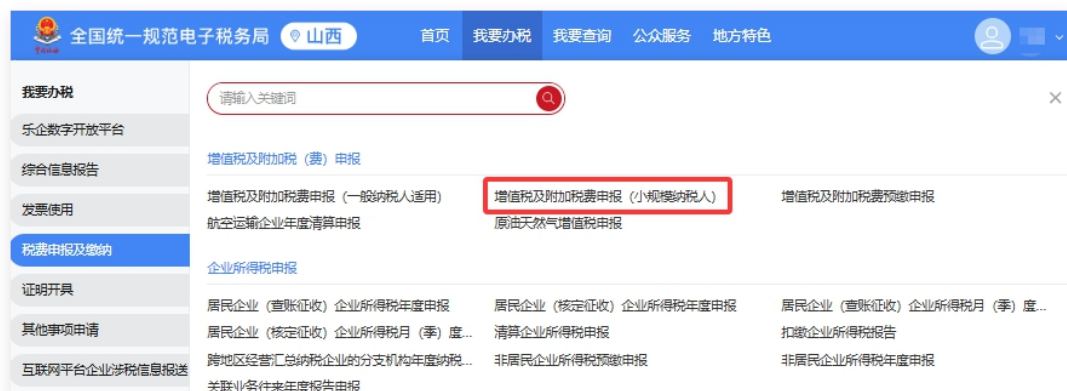 全国统一规范电子税务局 山西 首页 我要办税 我要查询 公众服务 地方特色
我要办税
乐企数字开放平台
综合信息报告
发票使用
税费申报及缴纳
证明开具
其他事项申请
互联网平台企业涉税信息报送
请输入关键词
增值税及附加税（费）申报
增值税及附加税费申报（一般纳税人适用） 增值税及附加税费申报（小规模纳税人） 增值税及附加税费预缴申报
航空运输企业年度清算申报 原油天然气增值税申报
企业所得税申报
居民企业（查账征收）企业所得税年度申报 居民企业（核定征收）企业所得税年度申报 居民企业（查账征收）企业所得税月（季）度...
居民企业（核定征收）企业所得税月（季）度... 清算企业所得税申报 扣缴企业所得税报告
跨地区经营汇总纳税企业的分支机构年度纳税... 非居民企业所得税预缴申报 非居民企业所得税年度申报
关联业务往来年度报告申报